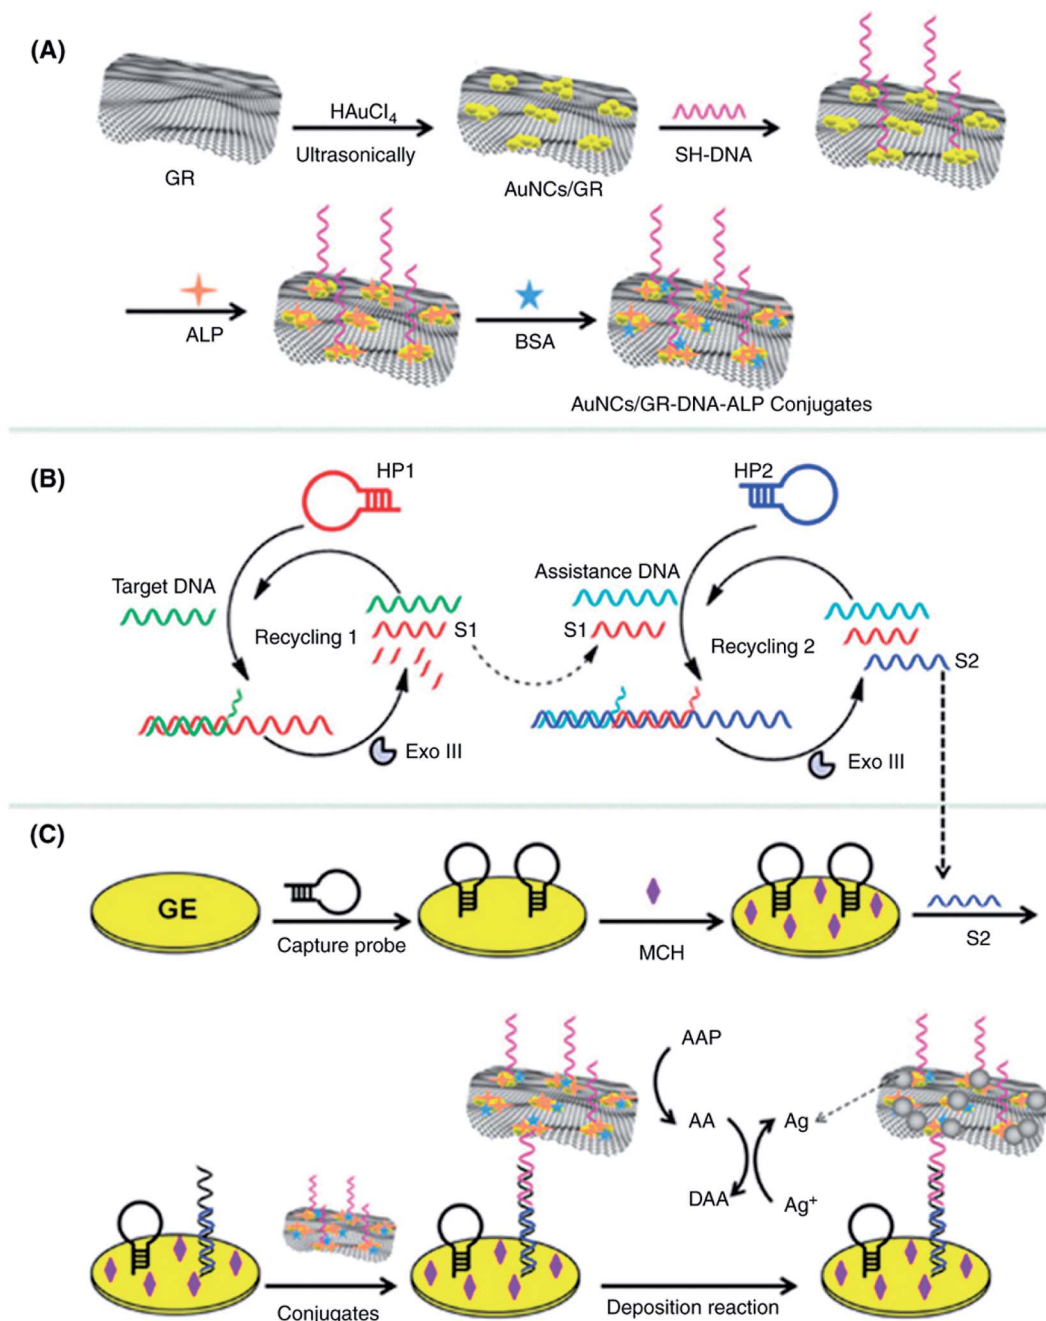 (A)
HAuCl4
Ultrasonically
SH-DNA
GR
AuNCs/GR
ALP
BSA
AuNCs/GR-DNA-ALP Conjugates
(B)
HP1
HP2
Target DNA
Assistance DNA
Recycling 1
S1
S1
Recycling 2
S2
Exo III
Exo III
(C)
GE
Capture probe
MCH
S2
AAP
AA
Ag
DAA
Ag+
Conjugates
Deposition reaction